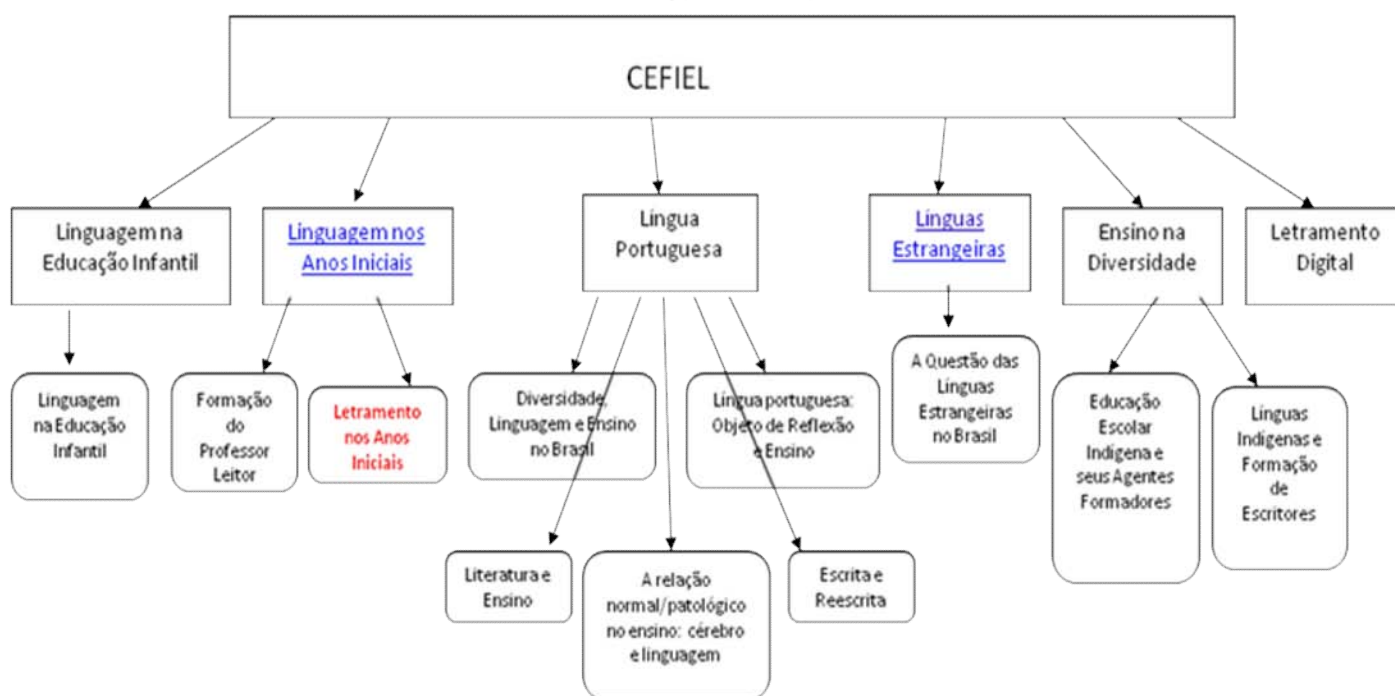 CEFIEL
Linguagem na
Educação Infantil
Linguagem nos
Anos Iniciais
Língua
Portuguesa
Línguas
Estrangeiras
Ensino na
Diversidade
Letramento
Digital
Linguagem
na Educação
Infantil
Formação
do
Professor
Leitor
Letramento
nos Anos
Iniciais
Diversidade,
Linguagem e Ensino
no Brasil
Língua portuguesa:
Objeto de Reflexão
e Ensino
A Questão das
Línguas
Estrangeiras
no Brasil
Educação
Escolar
Indígena e
seus Agentes
Formadores
Línguas
Indígenas e
Formação
de
Escritores
Literatura e
Ensino
A relação
normal/patológico
no ensino: cérebro
e linguagem
Escrita e
Reescrita